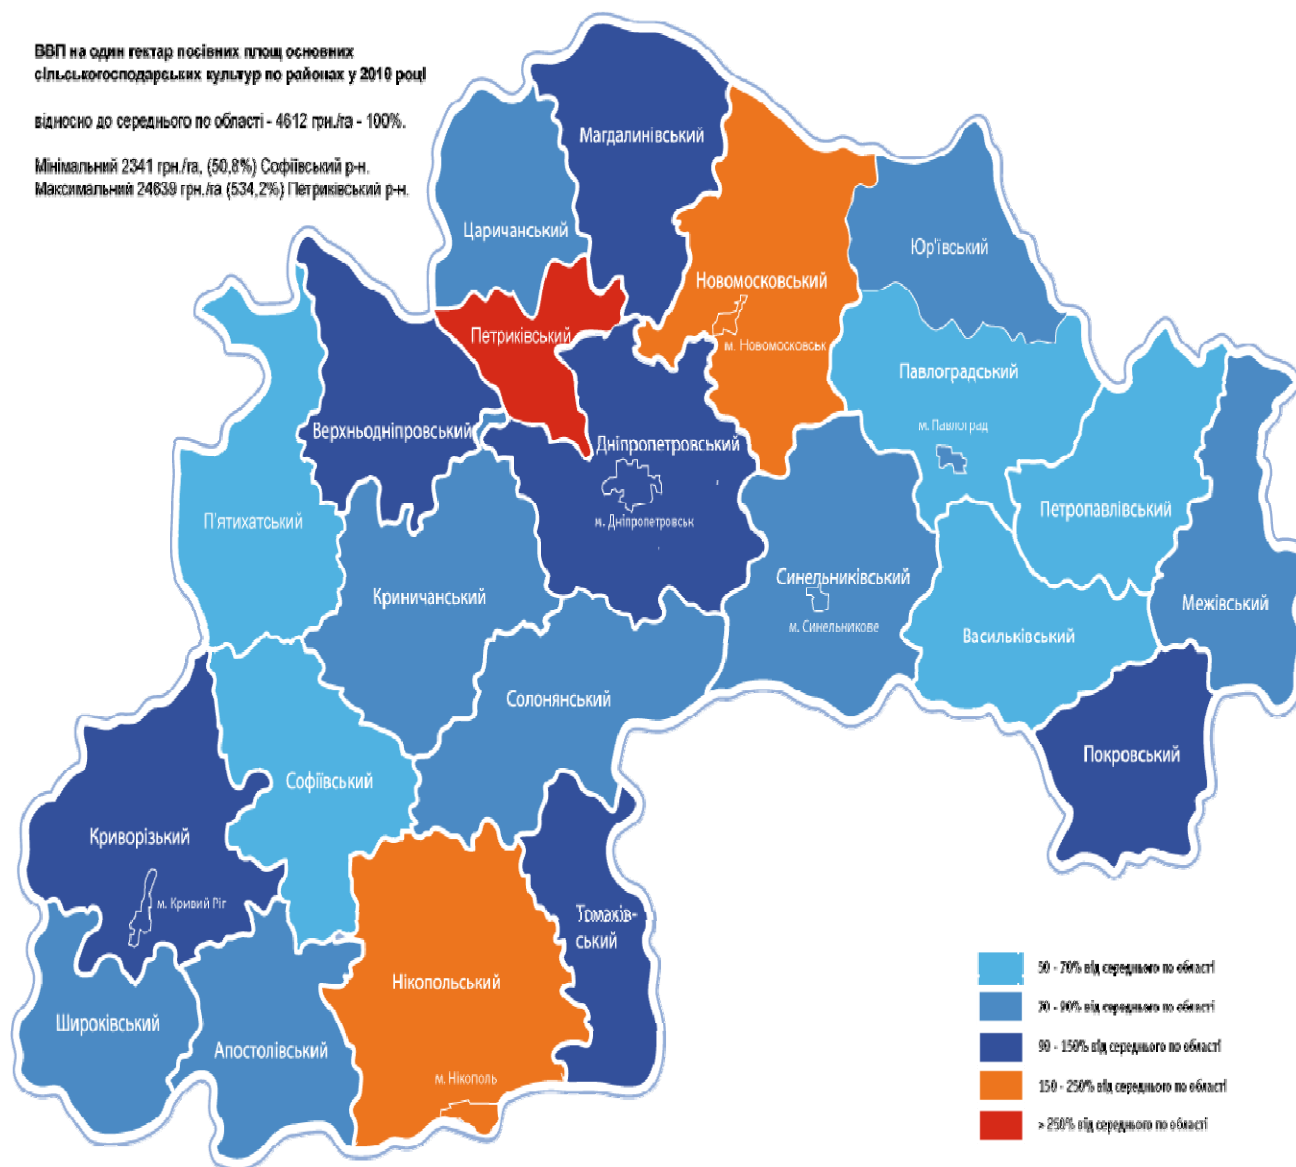 ВВП на один гектар посівних площ основних
сільськогосподарських культур по районах у 2010 році
відносно до середнього по області - 4612 грн./га - 100%.
Мінімальний 2341 грн./га, (50,8%) Софіївський р-н.
Максимальний 24639 грн./га (534,2%) Петриківський р-н.
Магдалинівський
Царичанський
Юр'ївський
Новомосковський
м. Новомосковськ
Петриківський
Павлоградський
м. Павлоград
Верхньодніпровський
Дніпропетровський
м. Дніпропетровськ
П'ятихатський
Петропавлівський
Криничанський
Синельниківський
м. Синельникове
Межівський
Васильківський
Солонянський
Покровський
Софіївський
Криворізький
м. Кривий Ріг
Томаків-
ський
Нікопольський
м. Нікополь
Широківський
Апостолівський
50 - 70% від середнього по області
70 - 90% від середнього по області
90 - 150% від середнього по області
150 - 250% від середнього по області
> 250% від середнього по області